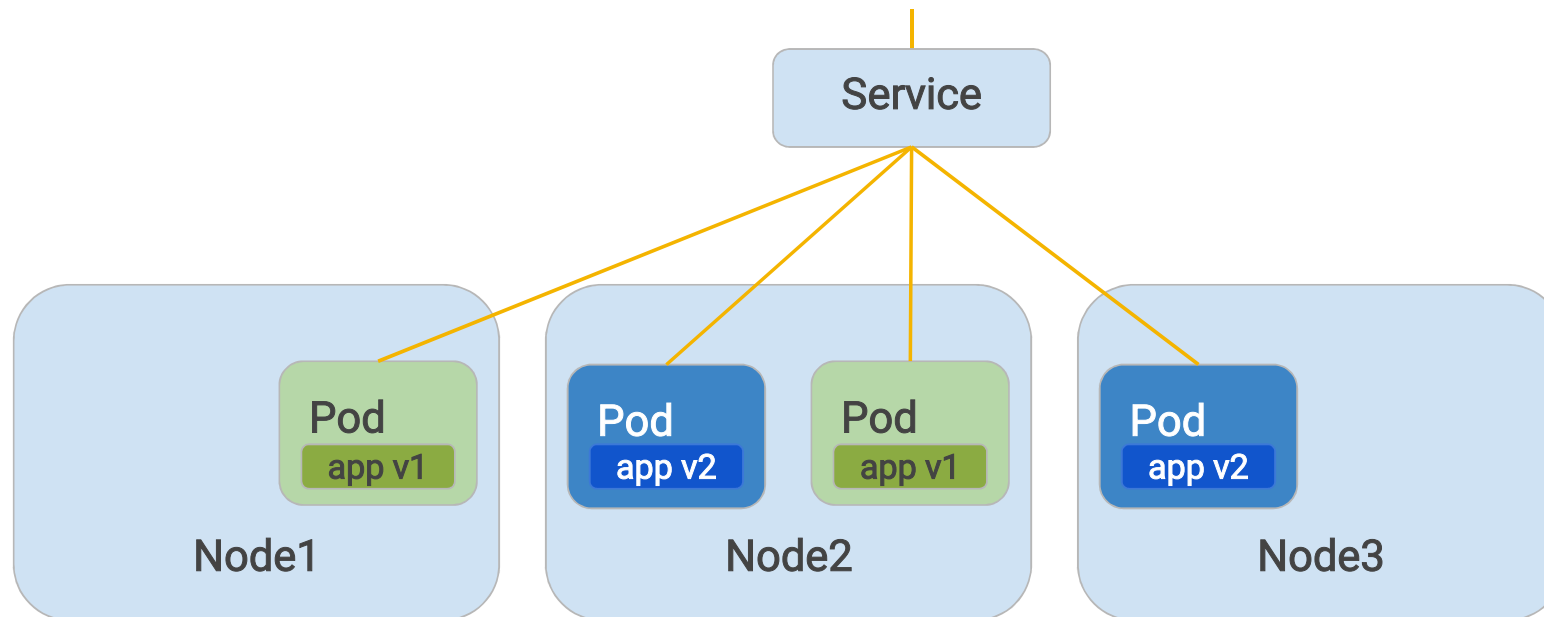 Service
Pod
app v1
Pod
app v2
Pod
app v1
Pod
app v2
Node1
Node2
Node3